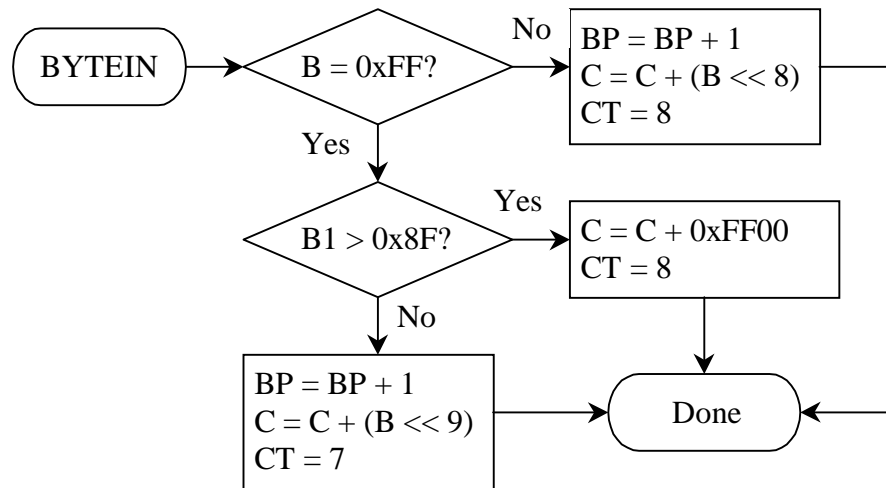 BYTEIN
B = 0xFF?
No
BP = BP + 1
C = C + (B << 8)
CT = 8
Yes
B1 > 0x8F?
Yes
C = C + 0xFF00
CT = 8
No
BP = BP + 1
C = C + (B << 9)
CT = 7
Done